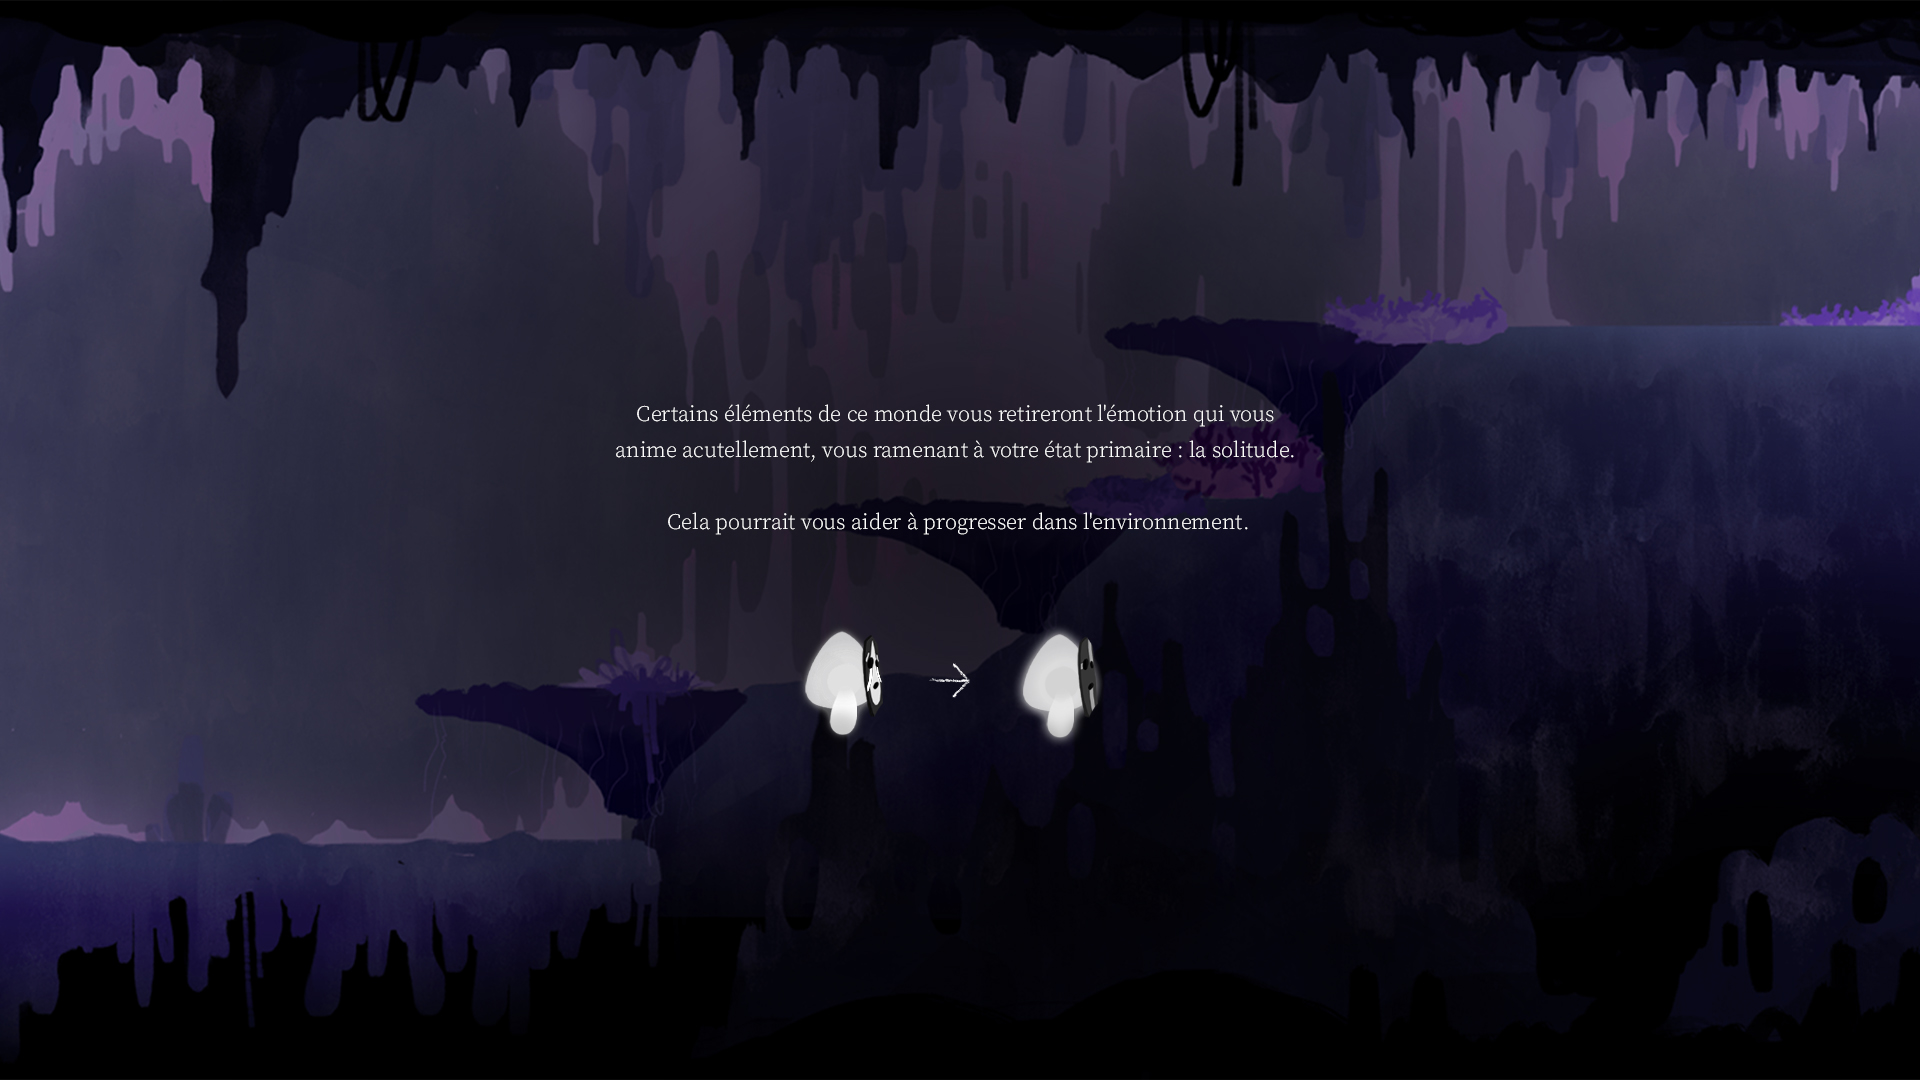 Certains éléments de ce monde vous retireront l'émotion qui vous
anime acutellement, vous ramenant à votre état primaire : la solitude.
Cela pourrait vous aider à progresser dans l'environnement.